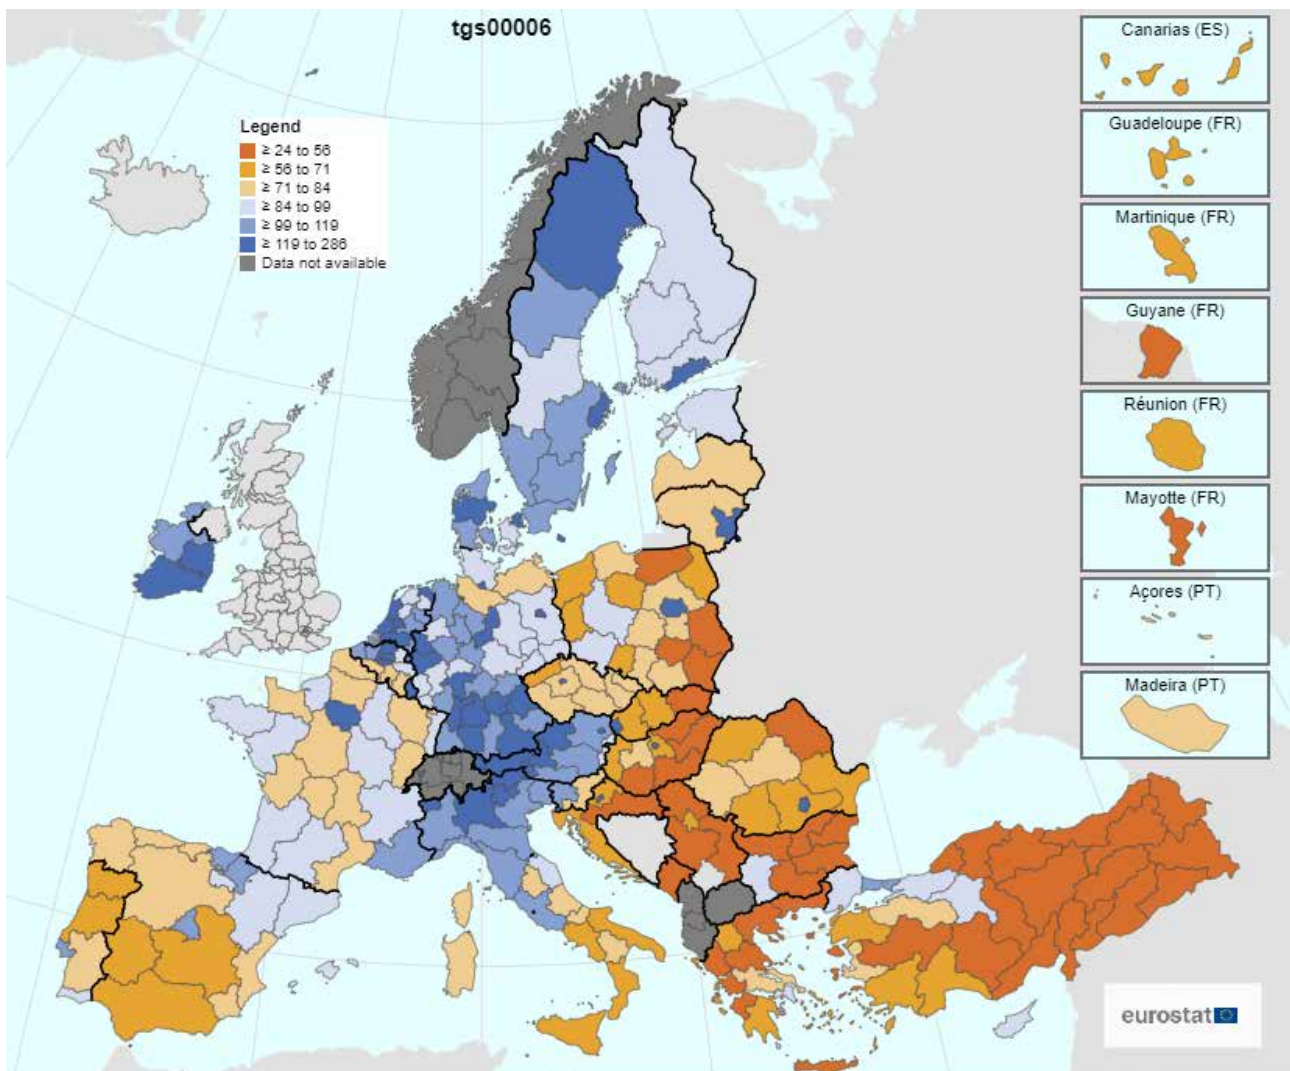 tgs00006
Legend
≥ 24 to 56
≥ 56 to 71
≥ 71 to 84
≥ 84 to 99
≥ 99 to 119
≥ 119 to 286
Data not available
Canarias (ES)
Guadeloupe (FR)
Martinique (FR)
Guyane (FR)
Réunion (FR)
Mayotte (FR)
Açores (PT)
Madeira (PT)
eurostat